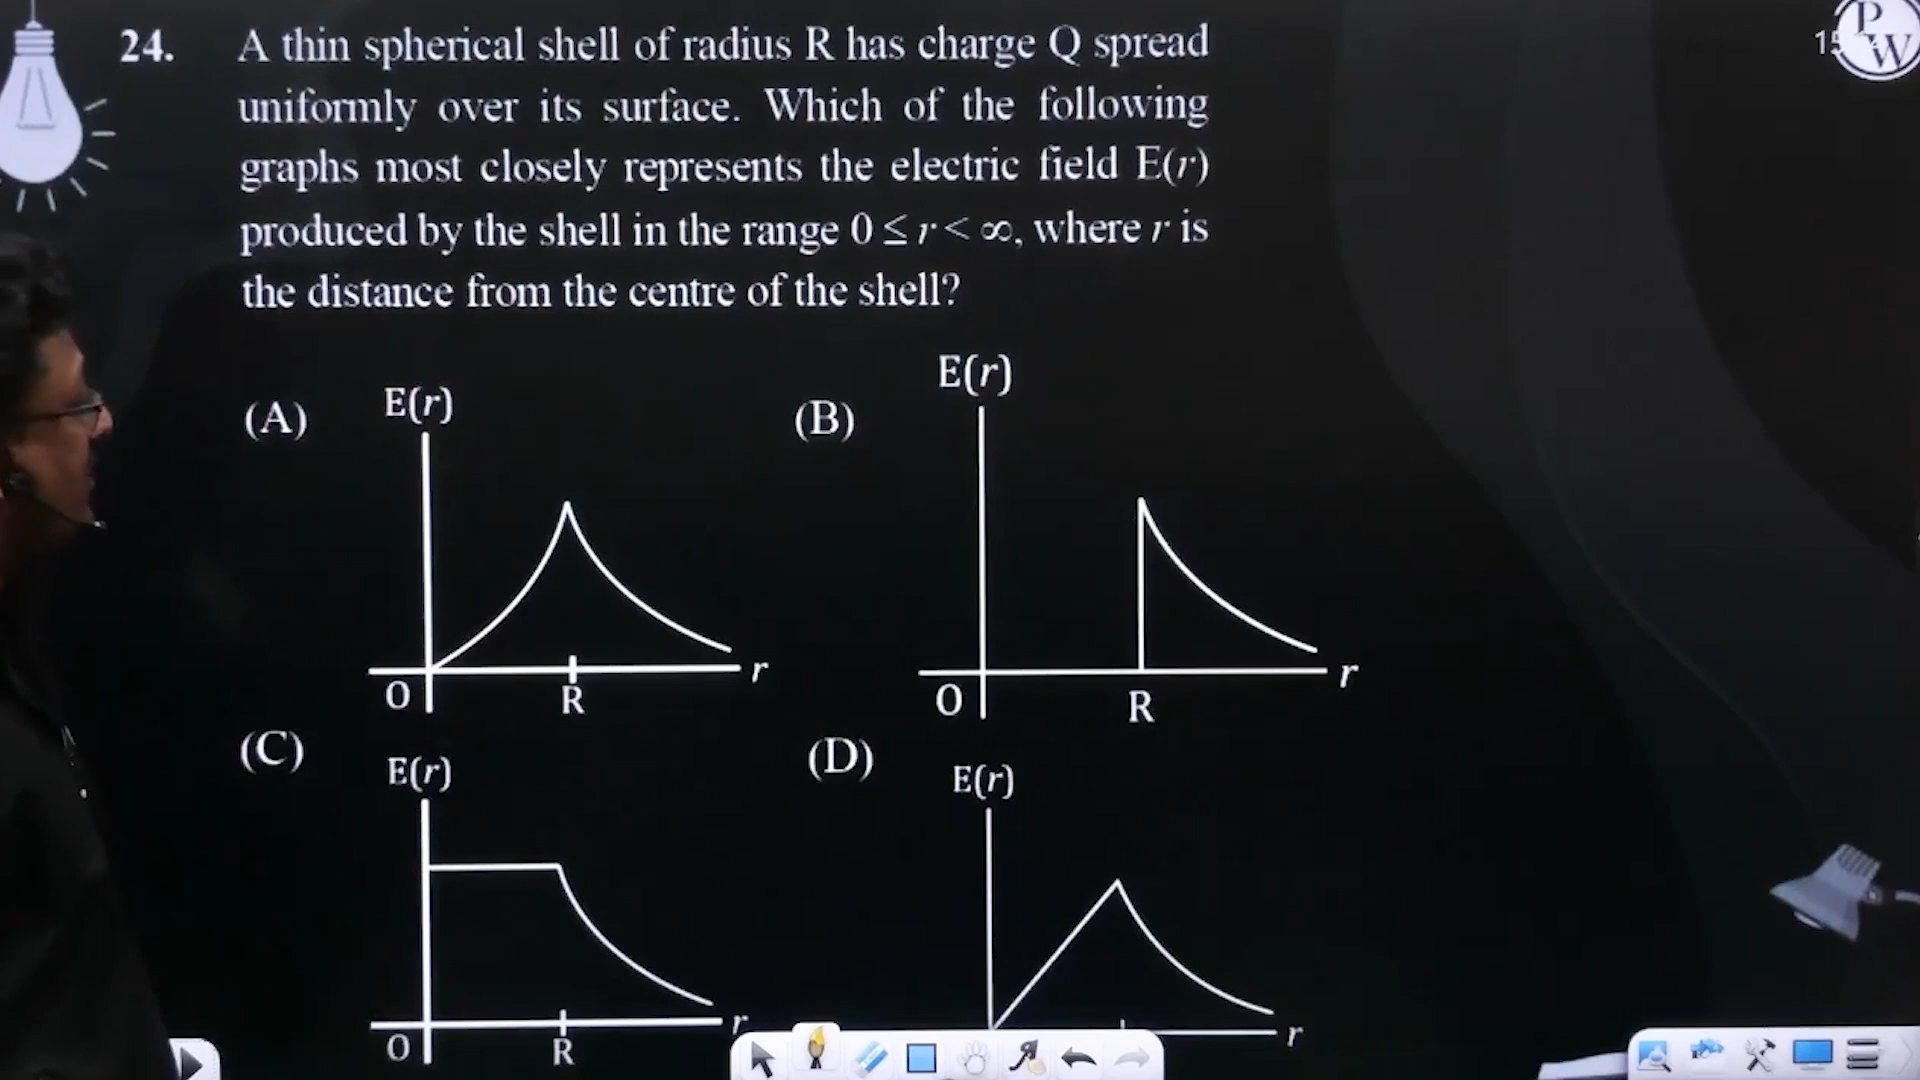 24. A thin spherical shell of radius R has charge Q spread
uniformly over its surface. Which of the following
graphs most closely represents the electric field E(r)
produced by the shell in the range 0 ≤ r < ∞, where r is
the distance from the centre of the shell?
P
W
(A) E(r)
O R r
(B) E(r)
O R r
(C) E(r)
O R r
(D) E(r)
r